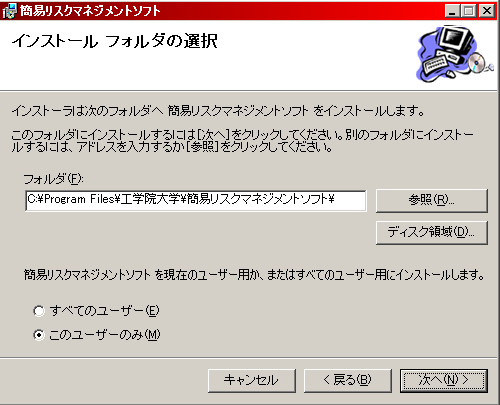 簡易リスクマネジメントソフト
インストール フォルダの選択
インストーラは次のフォルダへ 簡易リスクマネジメントソフト をインストールします。
このフォルダにインストールするには[次へ]をクリックしてください。別のフォルダにインストー
ルするには、アドレスを入力するか[参照]をクリックしてください。
フォルダ(F):
C:¥Program Files¥工学院大学¥簡易リスクマネジメントソフト¥
参照(R)...
ディスク領域(D)...
簡易リスクマネジメントソフト を現在のユーザー用か、またはすべてのユーザー用にインストールします。
すべてのユーザー(E)
このユーザーのみ(M)
キャンセル
< 戻る(B)
次へ(N) >